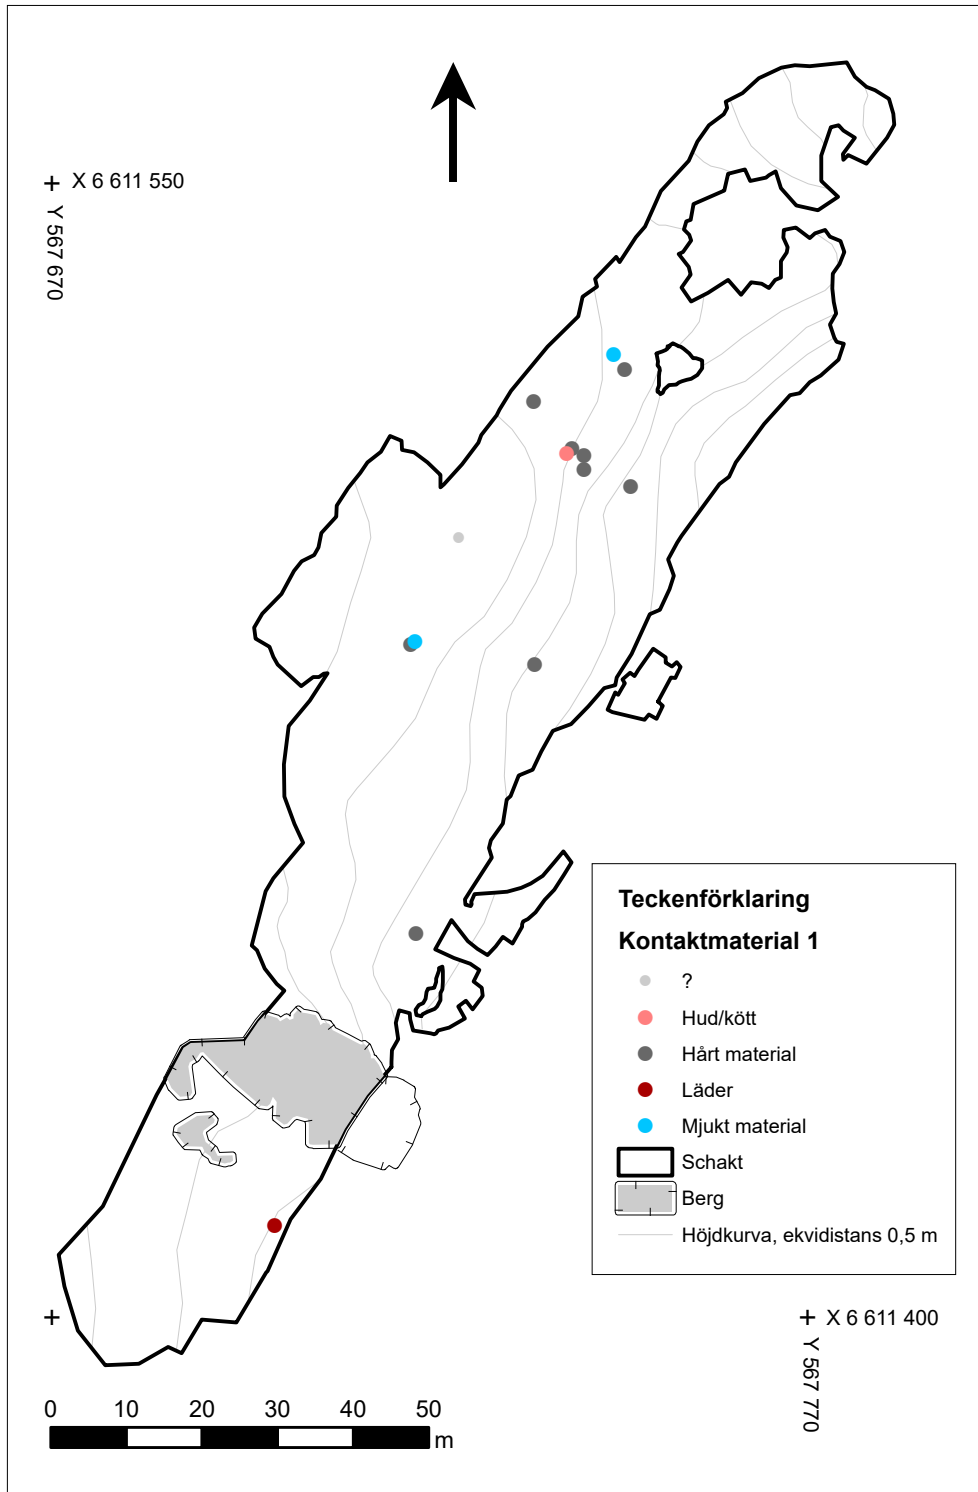 X 6 611 550
Y 567 670
Teckenförklaring
Kontaktmaterial 1
?
Hud/kött
Hårt material
Läder
Mjukt material
Schakt
Berg
Höjdkurva, ekvidistans 0,5 m
X 6 611 400
Y 567 770
0 10 20 30 40 50
m